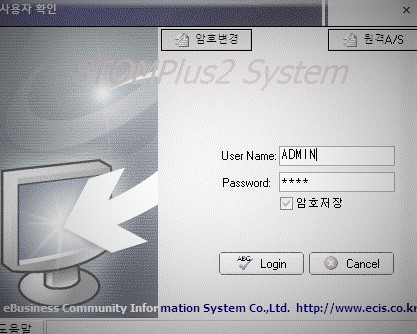 사용자 확인
암호변경
원격A/S
STOMPlus2 System
User Name: ADMIN
Password: ****
암호저장
Login
Cancel
eBusiness Community Information System Co.,Ltd. http://www.ecis.co.kr
도움말